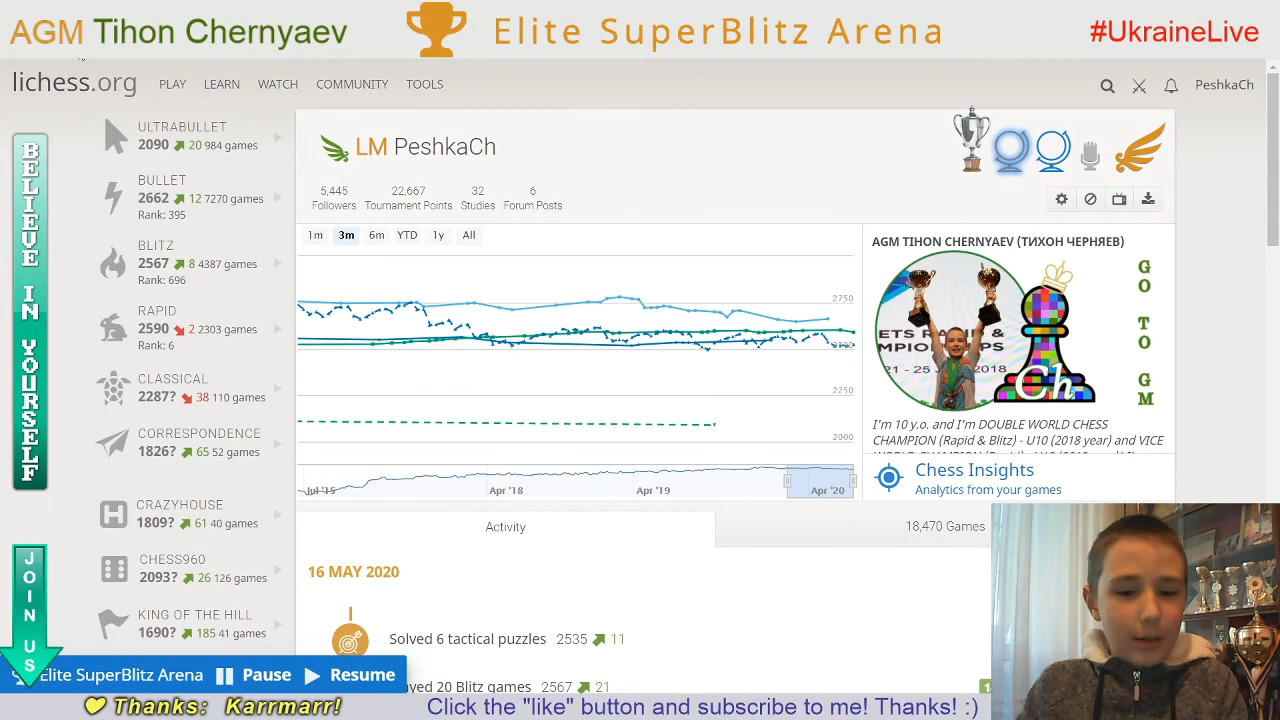 AGM Tihon Chernyaev
Elite SuperBlitz Arena
#UkraineLive
lichess.org
PLAY
LEARN
WATCH
COMMUNITY
TOOLS
PeshkaCh
BELIEVE IN YOURSELF
JOIN US
ULTRABULLET
2090 20 984 games
BULLET
2662 12 7270 games
Rank: 395
BLITZ
2567 8 4387 games
Rank: 696
RAPID
2590 2 2303 games
Rank: 6
CLASSICAL
2287? 38 110 games
CORRESPONDENCE
1826? 65 52 games
CRAZYHOUSE
1809? 61 40 games
CHESS960
2093? 26 126 games
KING OF THE HILL
1690? 185 41 games
LM PeshkaCh
5,445
Followers
22,667
Tournament Points
32
Studies
6
Forum Posts
1m
3m
6m
YTD
1y
All
2750
2250
2000
Jul '15
Apr '18
Apr '19
Apr '20
AGM TIHON CHERNYAEV (ТИХОН ЧЕРНЯЕВ)
21 - 25 2018
Ch
GO TO GM
I'm 10 y.o. and I'm DOUBLE WORLD CHESS
CHAMPION (Rapid & Blitz) - U10 (2018 year) and VICE
Chess Insights
Analytics from your games
Activity
18,470 Games
16 MAY 2020
Solved 6 tactical puzzles 2535 11
Blitz games 2567 21
Elite SuperBlitz Arena
Pause
Resume
Thanks: Karrmarr!
Click the "like" button and subscribe to me! Thanks! :)